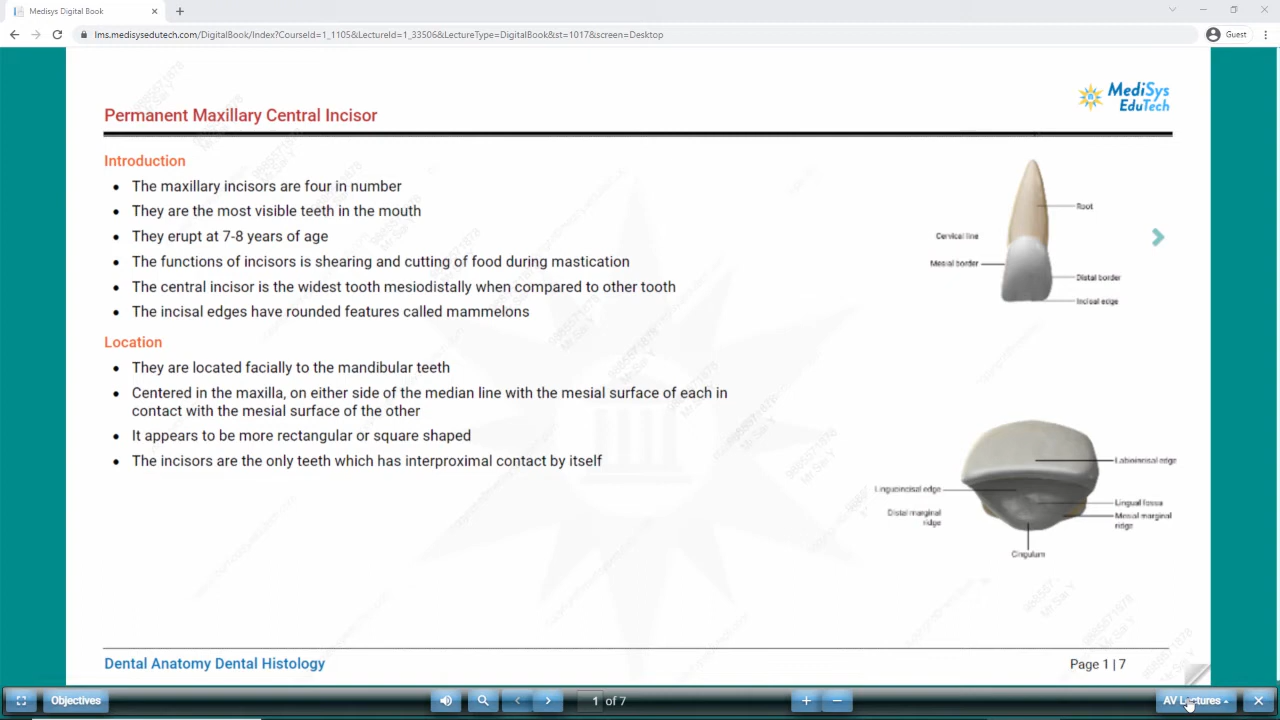 Medisys Digital Book
lms.medisysedutech.com/DigitalBook/Index?CourseId=1_1105&LectureId=1_33506&LectureType=DigitalBook&st=1017&screen=Desktop
Guest
MediSys
EduTech
Permanent Maxillary Central Incisor
Introduction
• The maxillary incisors are four in number
• They are the most visible teeth in the mouth
• They erupt at 7-8 years of age
• The functions of incisors is shearing and cutting of food during mastication
• The central incisor is the widest tooth mesiodistally when compared to other tooth
• The incisal edges have rounded features called mammelons
Location
• They are located facially to the mandibular teeth
• Centered in the maxilla, on either side of the median line with the mesial surface of each in
contact with the mesial surface of the other
• It appears to be more rectangular or square shaped
• The incisors are the only teeth which has interproximal contact by itself
Root
Cervical line
Mesial border
Distal border
Incisal edge
Labioincisal edge
Linguoincisal edge
Lingual fossa
Distal marginal
ridge
Mesial marginal
ridge
Cingulum
Dental Anatomy Dental Histology
Page 1 | 7
Objectives
1 of 7
AV Lectures